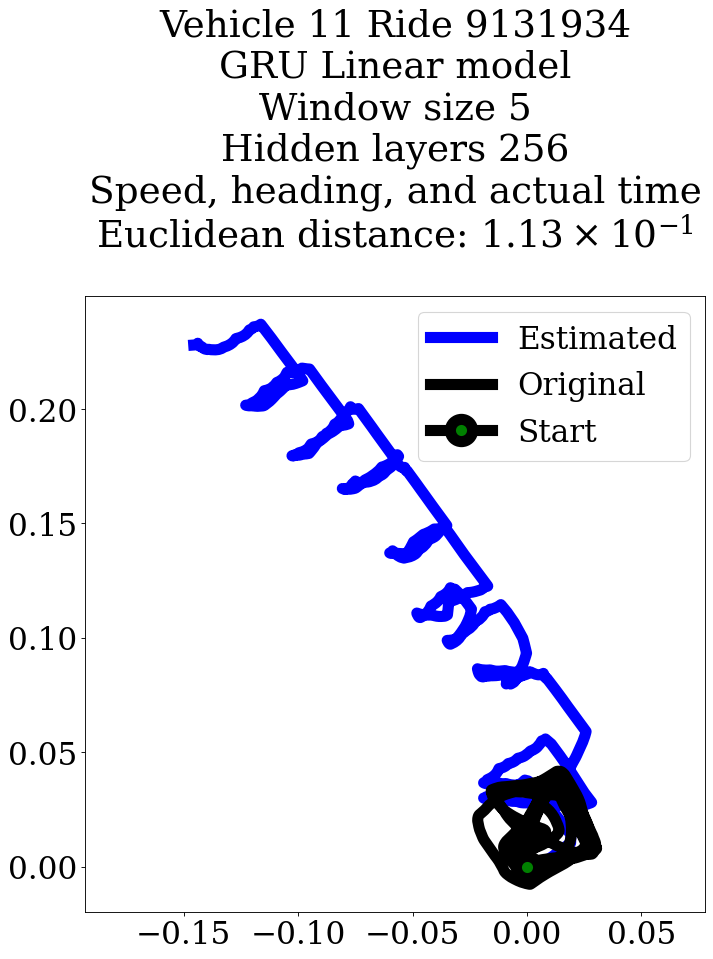 Vehicle 11 Ride 9131934
GRU Linear model
Window size 5
Hidden layers 256
Speed, heading, and actual time
Euclidean distance: 1.13 × 10⁻¹
Estimated
Original
Start
0.20
0.15
0.10
0.05
0.00
−0.15 −0.10 −0.05 0.00 0.05